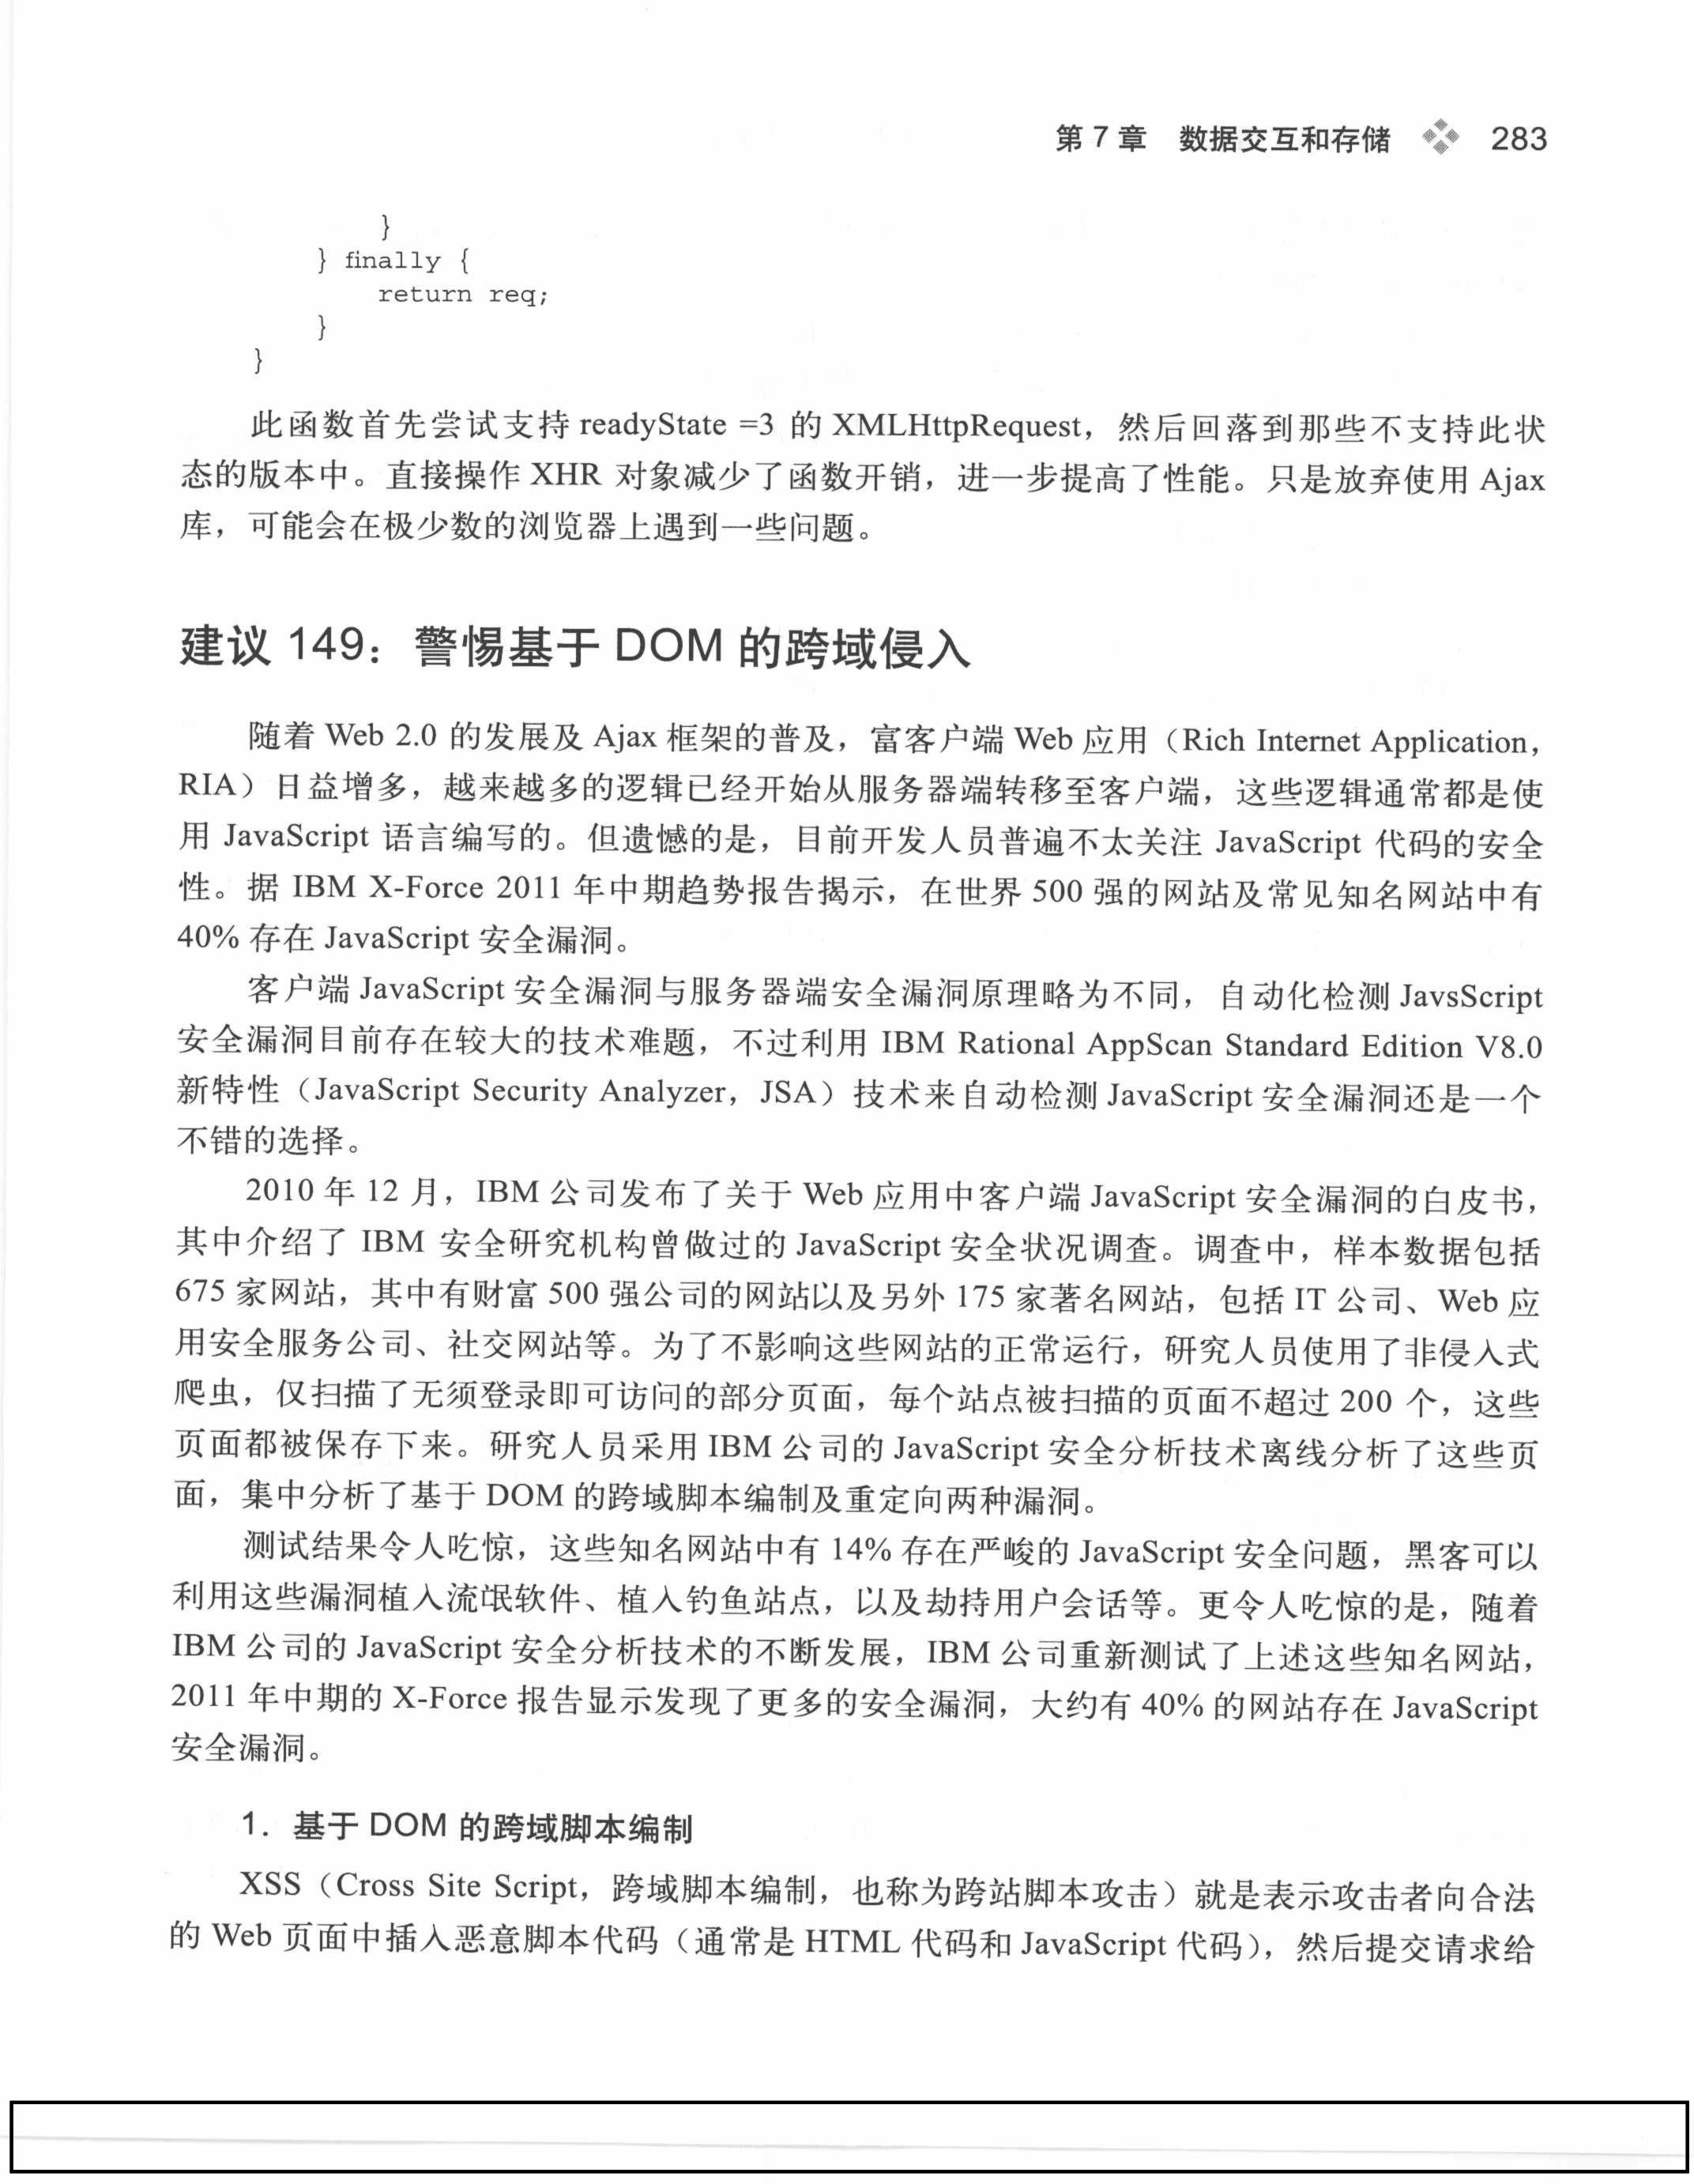 第 7 章　数据交互和存储　283
}
} finally {
return req;
}
}
此函数首先尝试支持 readyState =3 的 XMLHttpRequest，然后回落到那些不支持此状
态的版本中。直接操作 XHR 对象减少了函数开销，进一步提高了性能。只是放弃使用 Ajax
库，可能会在极少数的浏览器上遇到一些问题。
建议 149：警惕基于 DOM 的跨域侵入
随着 Web 2.0 的发展及 Ajax 框架的普及，富客户端 Web 应用（Rich Internet Application，
RIA）日益增多，越来越多的逻辑已经开始从服务器端转移至客户端，这些逻辑通常都是使
用 JavaScript 语言编写的。但遗憾的是，目前开发人员普遍不太关注 JavaScript 代码的安全
性。据 IBM X-Force 2011 年中期趋势报告揭示，在世界 500 强的网站及常见知名网站中有
40% 存在 JavaScript 安全漏洞。
客户端 JavaScript 安全漏洞与服务器端安全漏洞原理略为不同，自动化检测 JavsScript
安全漏洞目前存在较大的技术难题，不过利用 IBM Rational AppScan Standard Edition V8.0
新特性（JavaScript Security Analyzer，JSA）技术来自动检测 JavaScript 安全漏洞还是一个
不错的选择。
2010 年 12 月，IBM 公司发布了关于 Web 应用中客户端 JavaScript 安全漏洞的白皮书，
其中介绍了 IBM 安全研究机构曾做过的 JavaScript 安全状况调查。调查中，样本数据包括
675 家网站，其中有财富 500 强公司的网站以及另外 175 家著名网站，包括 IT 公司、Web 应
用安全服务公司、社交网站等。为了不影响这些网站的正常运行，研究人员使用了非侵入式
爬虫，仅扫描了无须登录即可访问的部分页面，每个站点被扫描的页面不超过 200 个，这些
页面都被保存下来。研究人员采用 IBM 公司的 JavaScript 安全分析技术离线分析了这些页
面，集中分析了基于 DOM 的跨域脚本编制及重定向两种漏洞。
测试结果令人吃惊，这些知名网站中有 14% 存在严峻的 JavaScript 安全问题，黑客可以
利用这些漏洞植入流氓软件、植入钓鱼站点，以及劫持用户会话等。更令人吃惊的是，随着
IBM 公司的 JavaScript 安全分析技术的不断发展，IBM 公司重新测试了上述这些知名网站，
2011 年中期的 X-Force 报告显示发现了更多的安全漏洞，大约有 40% 的网站存在 JavaScript
安全漏洞。
1．基于 DOM 的跨域脚本编制
XSS（Cross Site Script，跨域脚本编制，也称为跨站脚本攻击）就是表示攻击者向合法
的 Web 页面中插入恶意脚本代码（通常是 HTML 代码和 JavaScript 代码），然后提交请求给